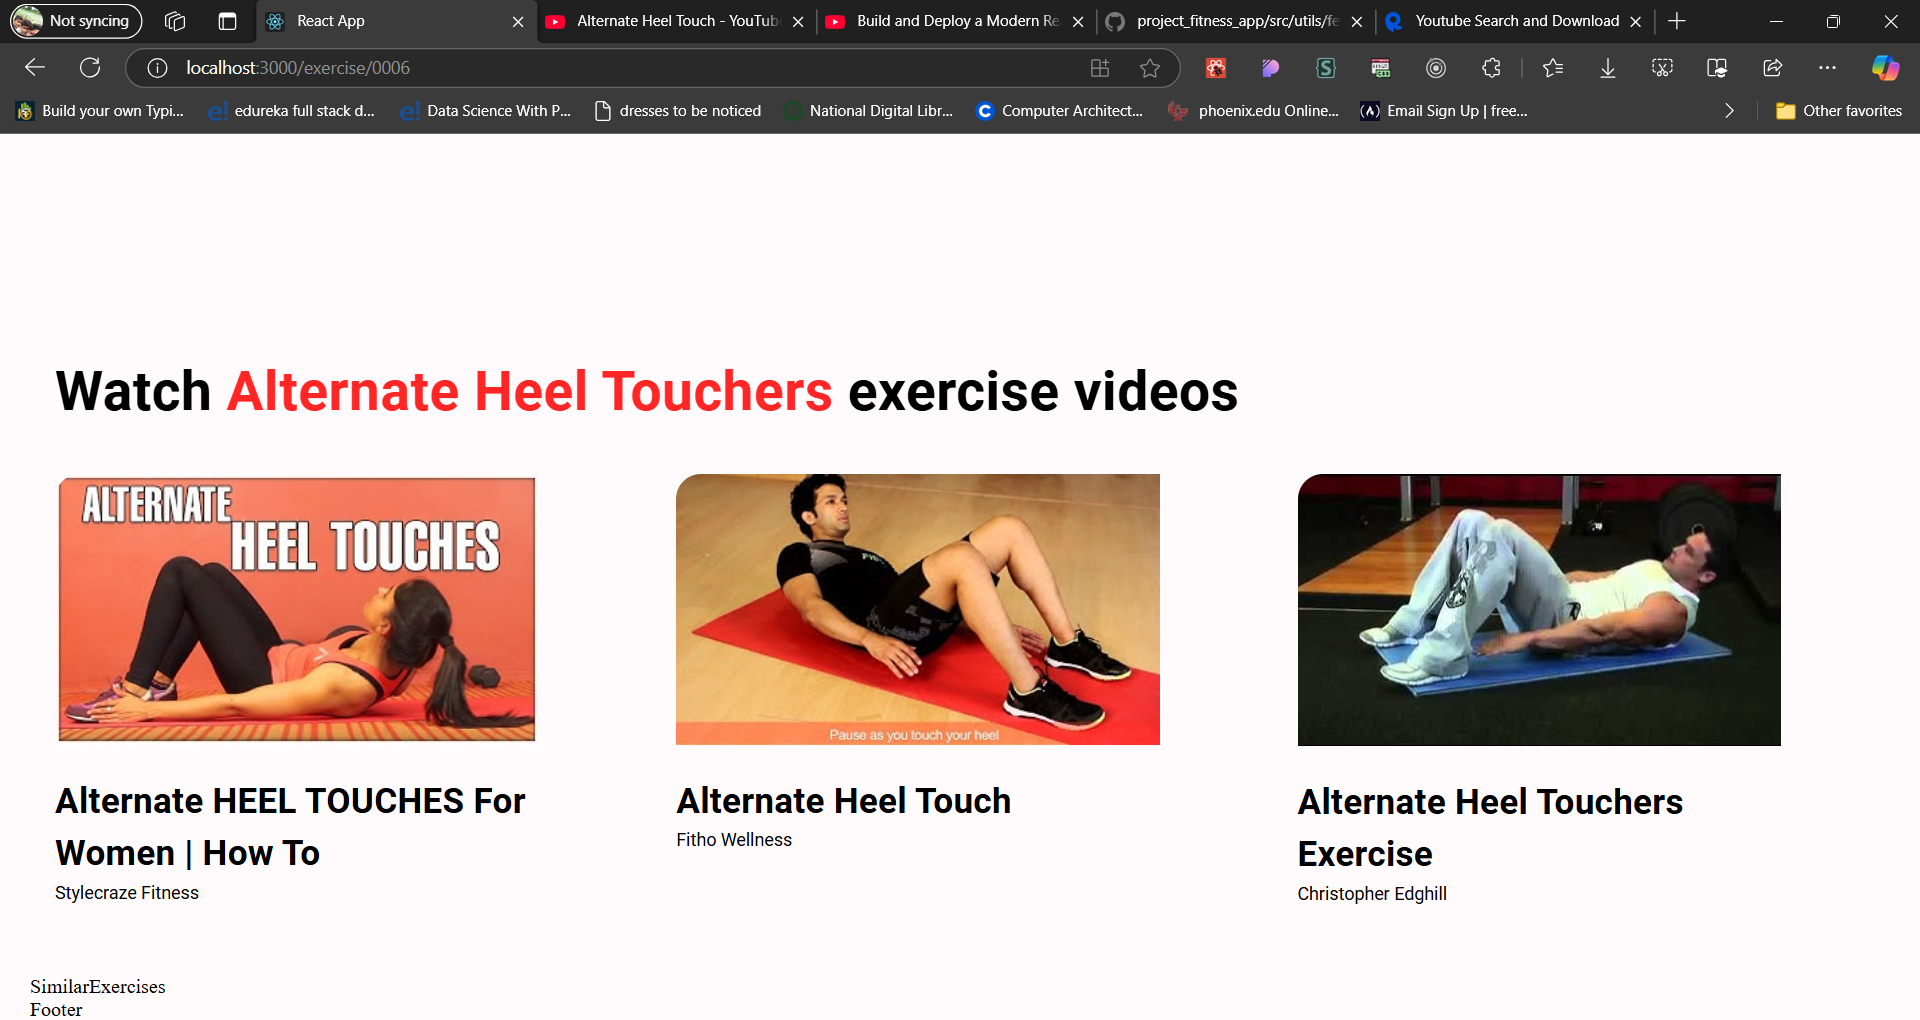 Not syncing
React App
Alternate Heel Touch - YouTub
Build and Deploy a Modern Re
project_fitness_app/src/utils/fe
Youtube Search and Download
localhost:3000/exercise/0006
Build your own Typi...
edureka full stack d...
Data Science With P...
dresses to be noticed
National Digital Libr...
Computer Architect...
phoenix.edu Online...
Email Sign Up | free...
Other favorites
Watch Alternate Heel Touchers exercise videos
ALTERNATE
HEEL TOUCHES
Pause as you touch your heel
Alternate HEEL TOUCHES For
Women | How To
Stylecraze Fitness
Alternate Heel Touch
Fitho Wellness
Alternate Heel Touchers
Exercise
Christopher Edghill
SimilarExercises
Footer